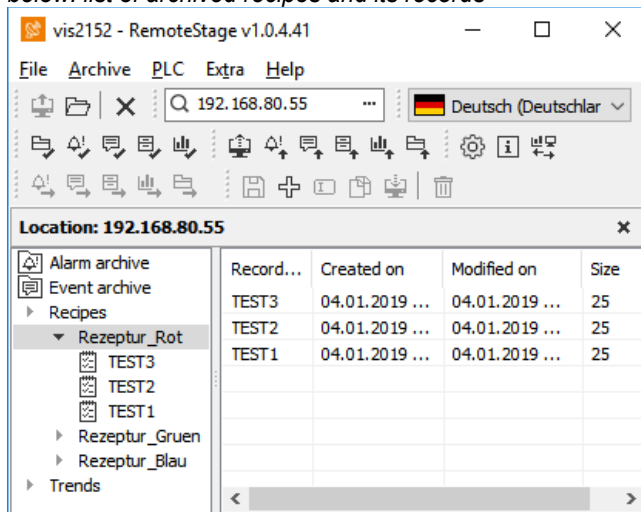 below: list of archived recipes and its records
vis2152 - RemoteStage v1.0.4.41
File Archive PLC Extra Help
192.168.80.55 ... Deutsch (Deutschlar
Location: 192.168.80.55
Alarm archive
Event archive
Recipes
Rezeptur_Rot
TEST3
TEST2
TEST1
Rezeptur_Gruen
Rezeptur_Blau
Trends
Record... Created on Modified on Size
TEST3 04.01.2019 ... 04.01.2019 ... 25
TEST2 04.01.2019 ... 04.01.2019 ... 25
TEST1 04.01.2019 ... 04.01.2019 ... 25